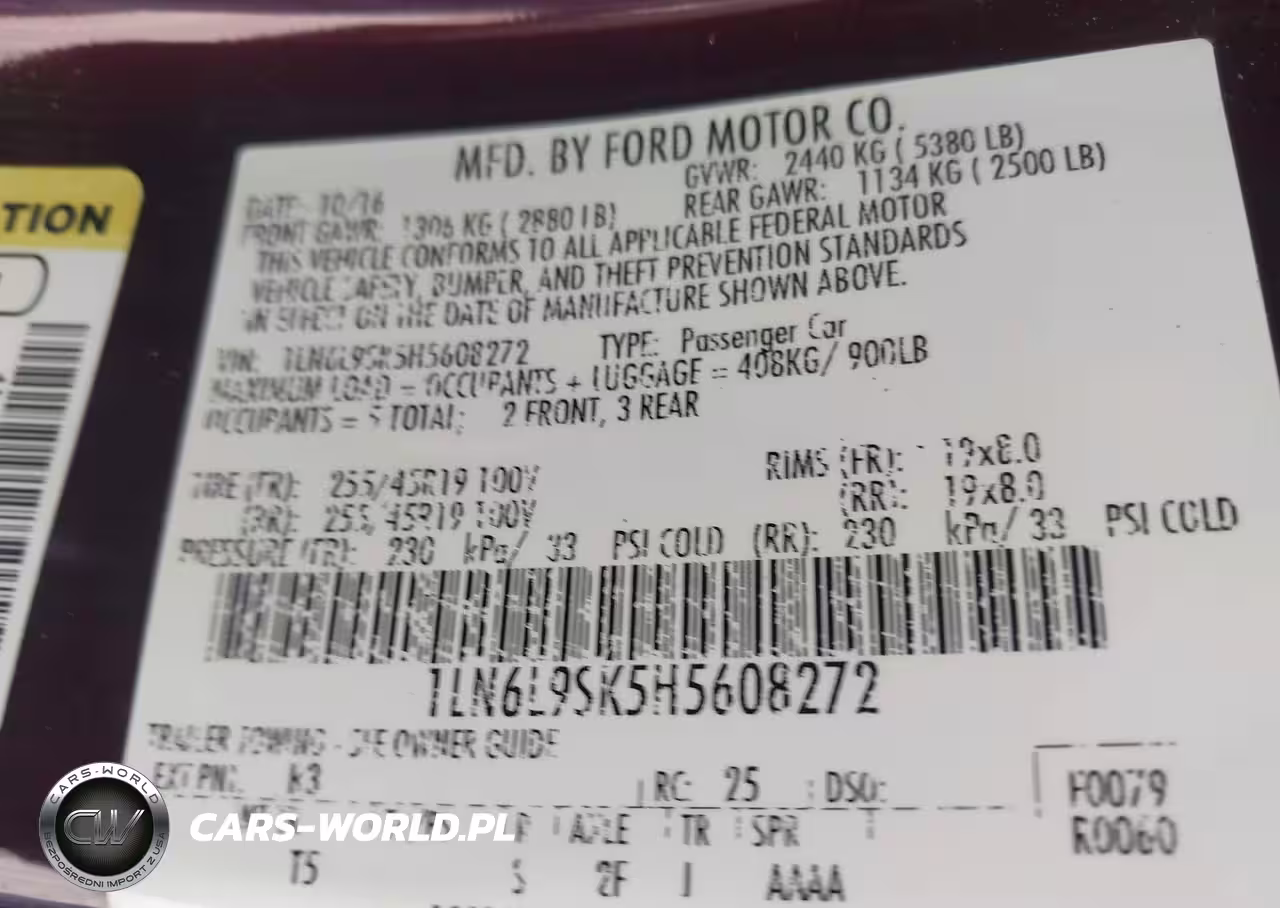 MFD. BY FORD MOTOR CO.
DATE: 10/16 GVWR: 2440 KG ( 5380 LB)
FRONT GAWR: 1306 KG ( 2880 LB) REAR GAWR: 1134 KG ( 2500 LB)
THIS VEHICLE CONFORMS TO ALL APPLICABLE FEDERAL MOTOR
VEHICLE SAFETY, BUMPER, AND THEFT PREVENTION STANDARDS
IN EFFECT ON THE DATE OF MANUFACTURE SHOWN ABOVE.
VIN: 1LN6L9SK5H5608272 TYPE: Passenger Car
MAXIMUM LOAD = OCCUPANTS + LUGGAGE = 408KG/ 900LB
OCCUPANTS = 5 TOTAL: 2 FRONT, 3 REAR
TIRE (FR): 255/45R19 100V RIMS (FR): 19x8.0
(RR): 255/45R19 100V (RR): 19x8.0
PRESSURE (FR): 230 kPa/ 33 PSI COLD (RR): 230 kPa/ 33 PSI COLD
1LN6L9SK5H5608272
TRAILER TOWING - SEE OWNER GUIDE
EXT PNT: K3 RC: 25 DSO: F0079
AXLE TR SPR R0060
T5 S 2F J AAAA
TION
CARS-WORLD
CW
BEZPOŚREDNI IMPORT Z USA
CARS-WORLD.PL